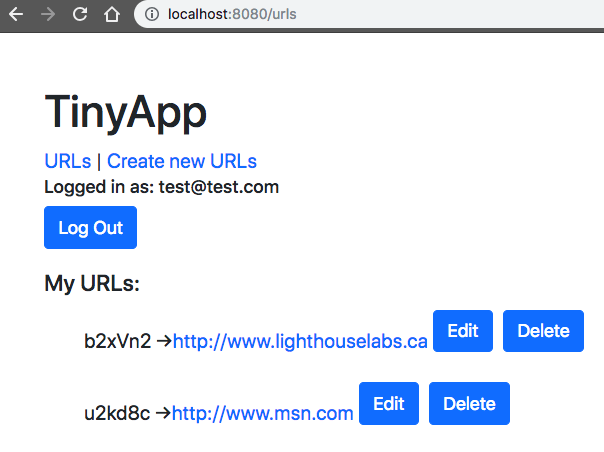 localhost:8080/urls
TinyApp
URLs | Create new URLs
Logged in as: test@test.com
Log Out
My URLs:
b2xVn2 →http://www.lighthouselabs.ca Edit Delete
u2kd8c →http://www.msn.com Edit Delete